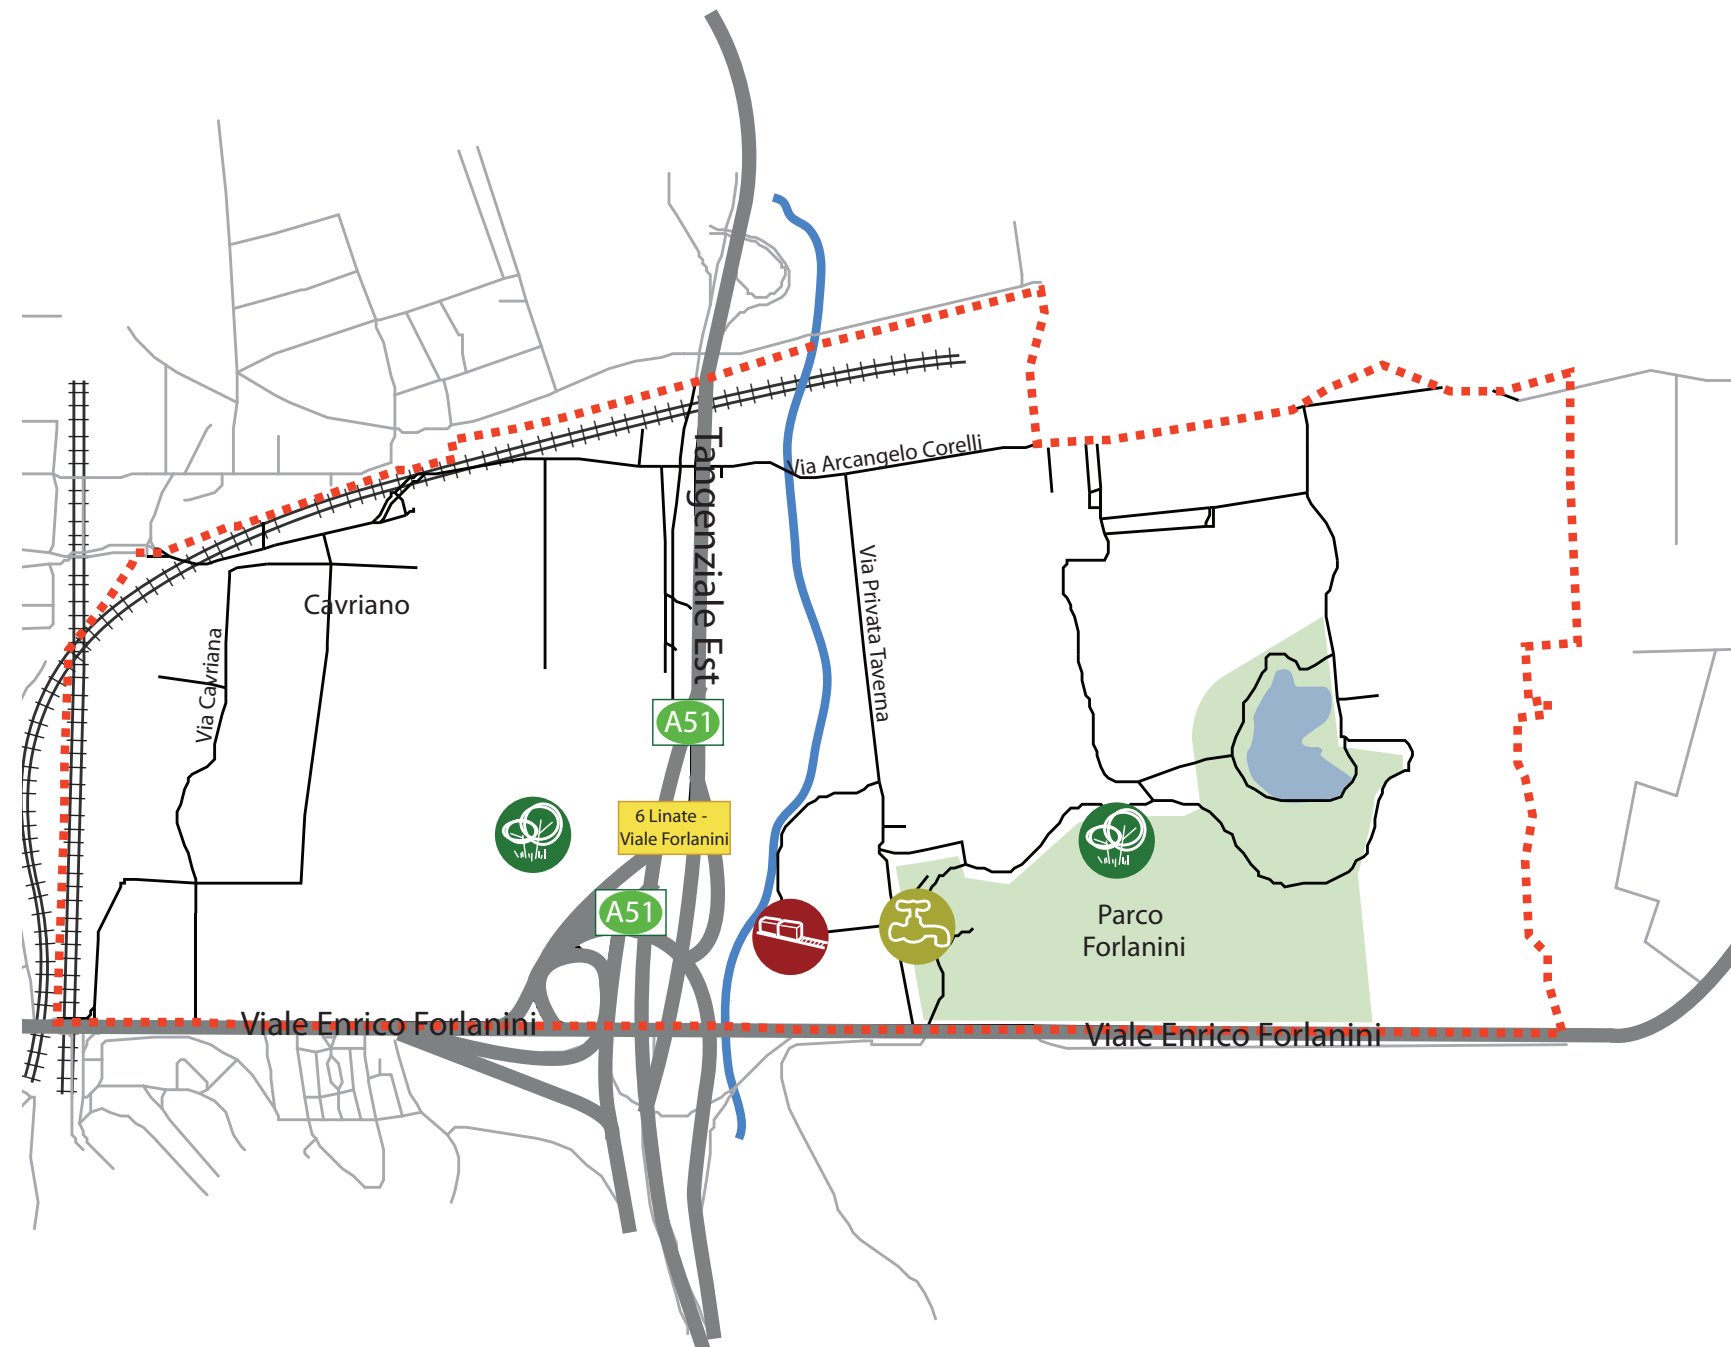 Via Arcangelo Corelli
Tangenziale Est
Via Privata Taverna
Cavriano
Via Cavriana
A51
6 Linate -
Viale Forlanini
A51
Parco
Forlanini
Viale Enrico Forlanini
Viale Enrico Forlanini